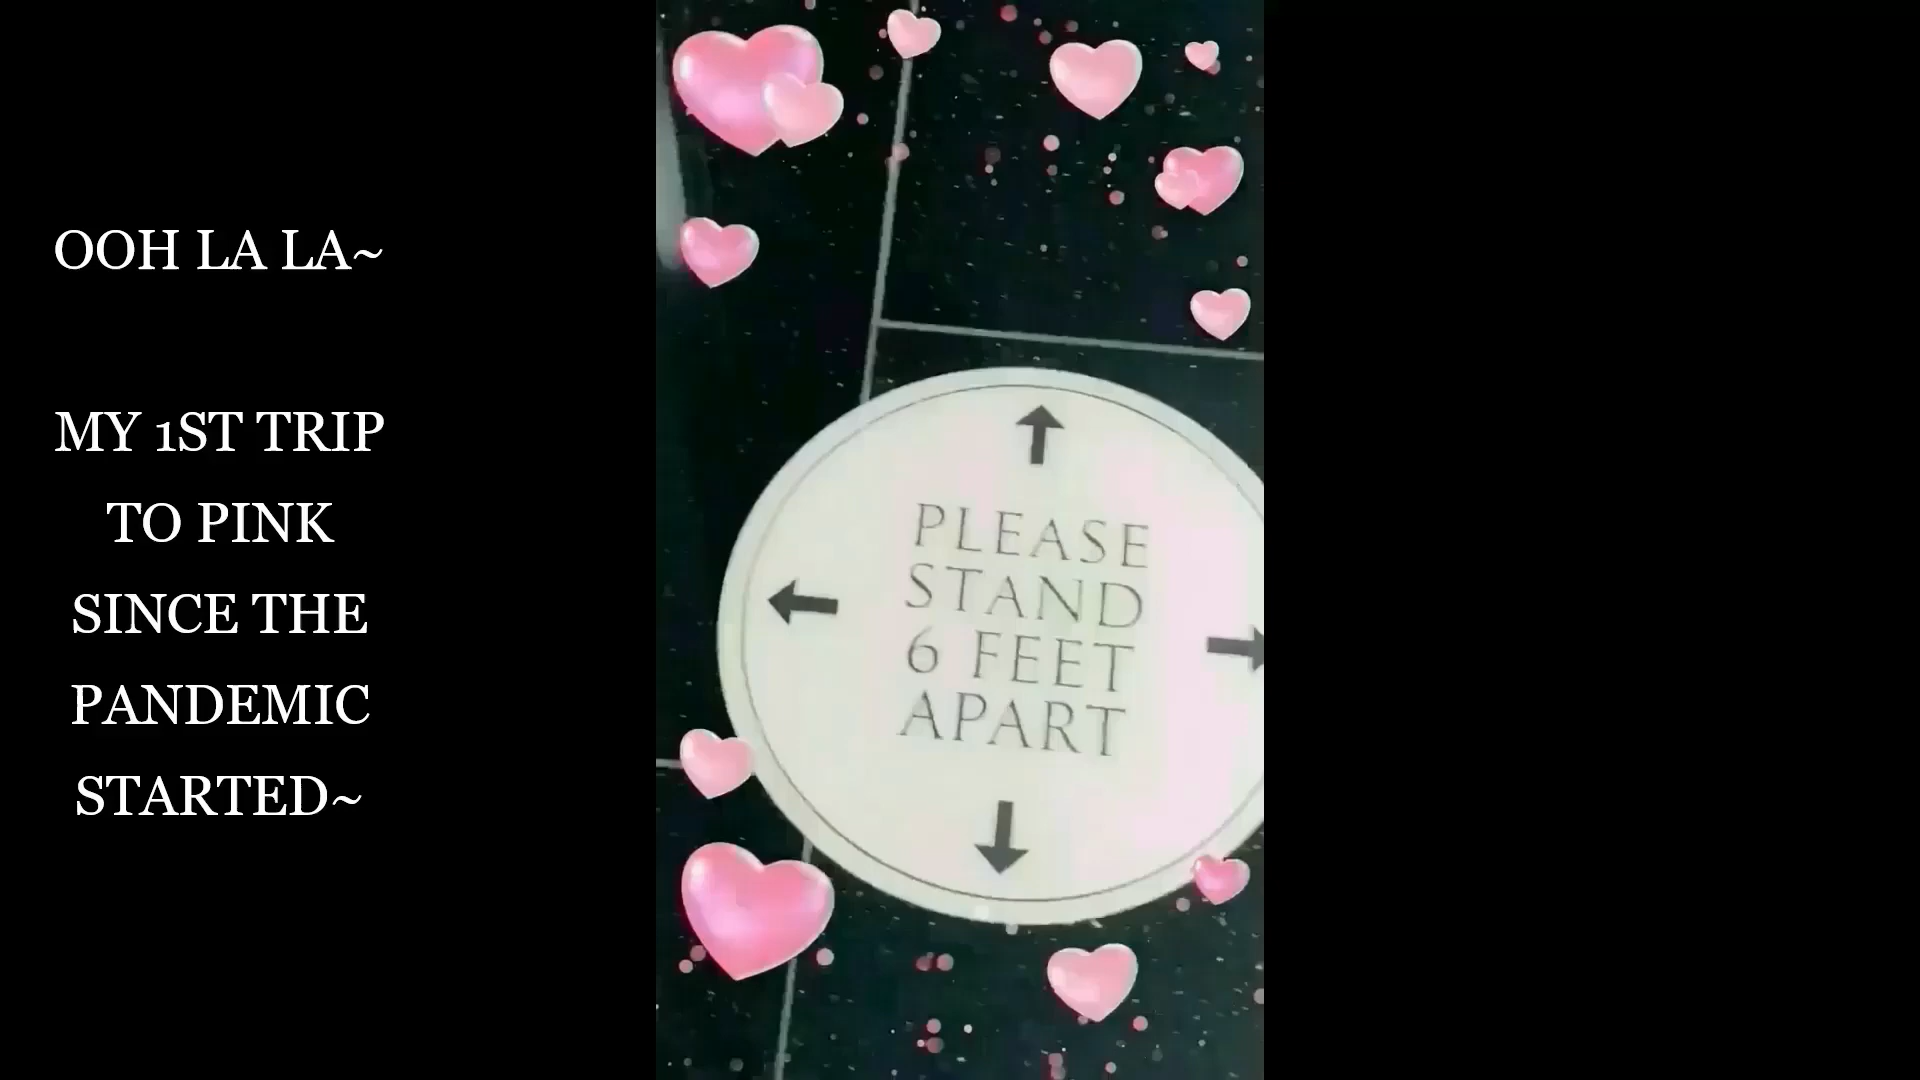 OOH LA LA~
MY 1ST TRIP
TO PINK
SINCE THE
PANDEMIC
STARTED~
PLEASE
STAND
6 FEET
APART